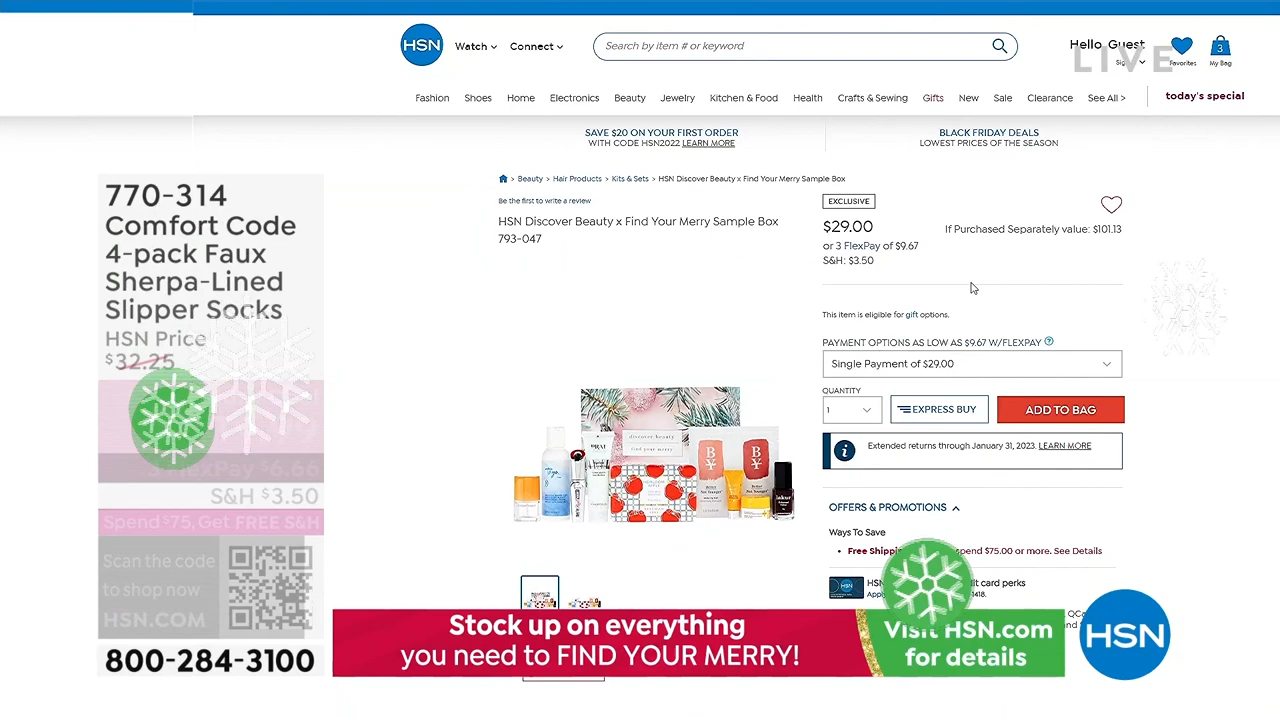 HSN
Watch
Connect
Search by item # or keyword
Hello, Guest
LIVE
Favorites
3
My Bag
Fashion
Shoes
Home
Electronics
Beauty
Jewelry
Kitchen & Food
Health
Crafts & Sewing
Gifts
New
Sale
Clearance
See All >
today's special
SAVE $20 ON YOUR FIRST ORDER
WITH CODE HSN2022 LEARN MORE
BLACK FRIDAY DEALS
LOWEST PRICES OF THE SEASON
> Beauty > Hair Products > Kits & Sets > HSN Discover Beauty x Find Your Merry Sample Box
Be the first to write a review
HSN Discover Beauty x Find Your Merry Sample Box
793-047
EXCLUSIVE
$29.00
If Purchased Separately value: $101.13
or 3 FlexPay of $9.67
S&H: $3.50
This item is eligible for gift options.
PAYMENT OPTIONS AS LOW AS $9.67 W/FLEXPAY
Single Payment of $29.00
QUANTITY
1
EXPRESS BUY
ADD TO BAG
Extended returns through January 31, 2023. LEARN MORE
OFFERS & PROMOTIONS
Ways To Save
Free Shipping spend $75.00 or more. See Details
card perks
discover beauty
find your merry
770-314
Comfort Code
4-pack Faux
Sherpa-Lined
Slipper Socks
HSN Price
$32.25
FlexPay $6.66
S&H $3.50
Spend $75, Get FREE S&H
Scan the code
to shop now
HSN.COM
800-284-3100
Stock up on everything
you need to FIND YOUR MERRY!
Visit HSN.com
for details
HSN